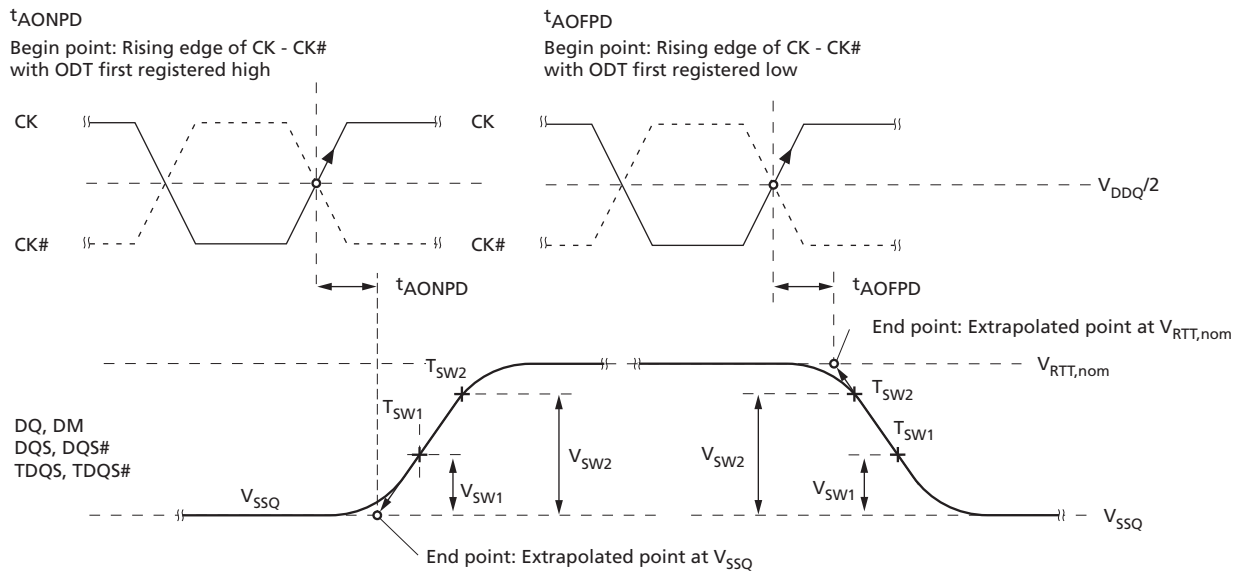 tAONPD
Begin point: Rising edge of CK - CK#
with ODT first registered high
tAOFPD
Begin point: Rising edge of CK - CK#
with ODT first registered low
CK
CK
VDDQ/2
CK#
CK#
tAONPD
tAOFPD
End point: Extrapolated point at VRTT,nom
TSW2
VRTT,nom
TSW2
TSW1
TSW1
DQ, DM
DQS, DQS#
TDQS, TDQS#
VSW2
VSW2
VSW1
VSW1
VSSQ
VSSQ
End point: Extrapolated point at VSSQ